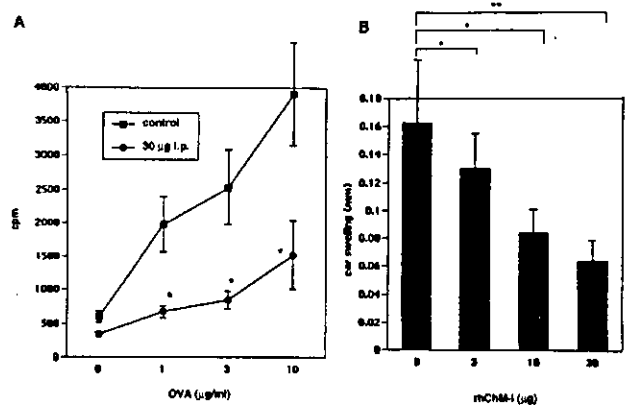 A
4000
3500
3000
2500
2000
1500
1000
500
0
cpm
control
30 μg i.p.
*
*
*
0 1 3 10
OVA (μg/ml)
B
**
*
*
0.18
0.16
0.14
0.12
0.1
0.08
0.06
0.04
0.02
0
ear swelling (mm)
0 3 10 30
rhChM-I (μg)